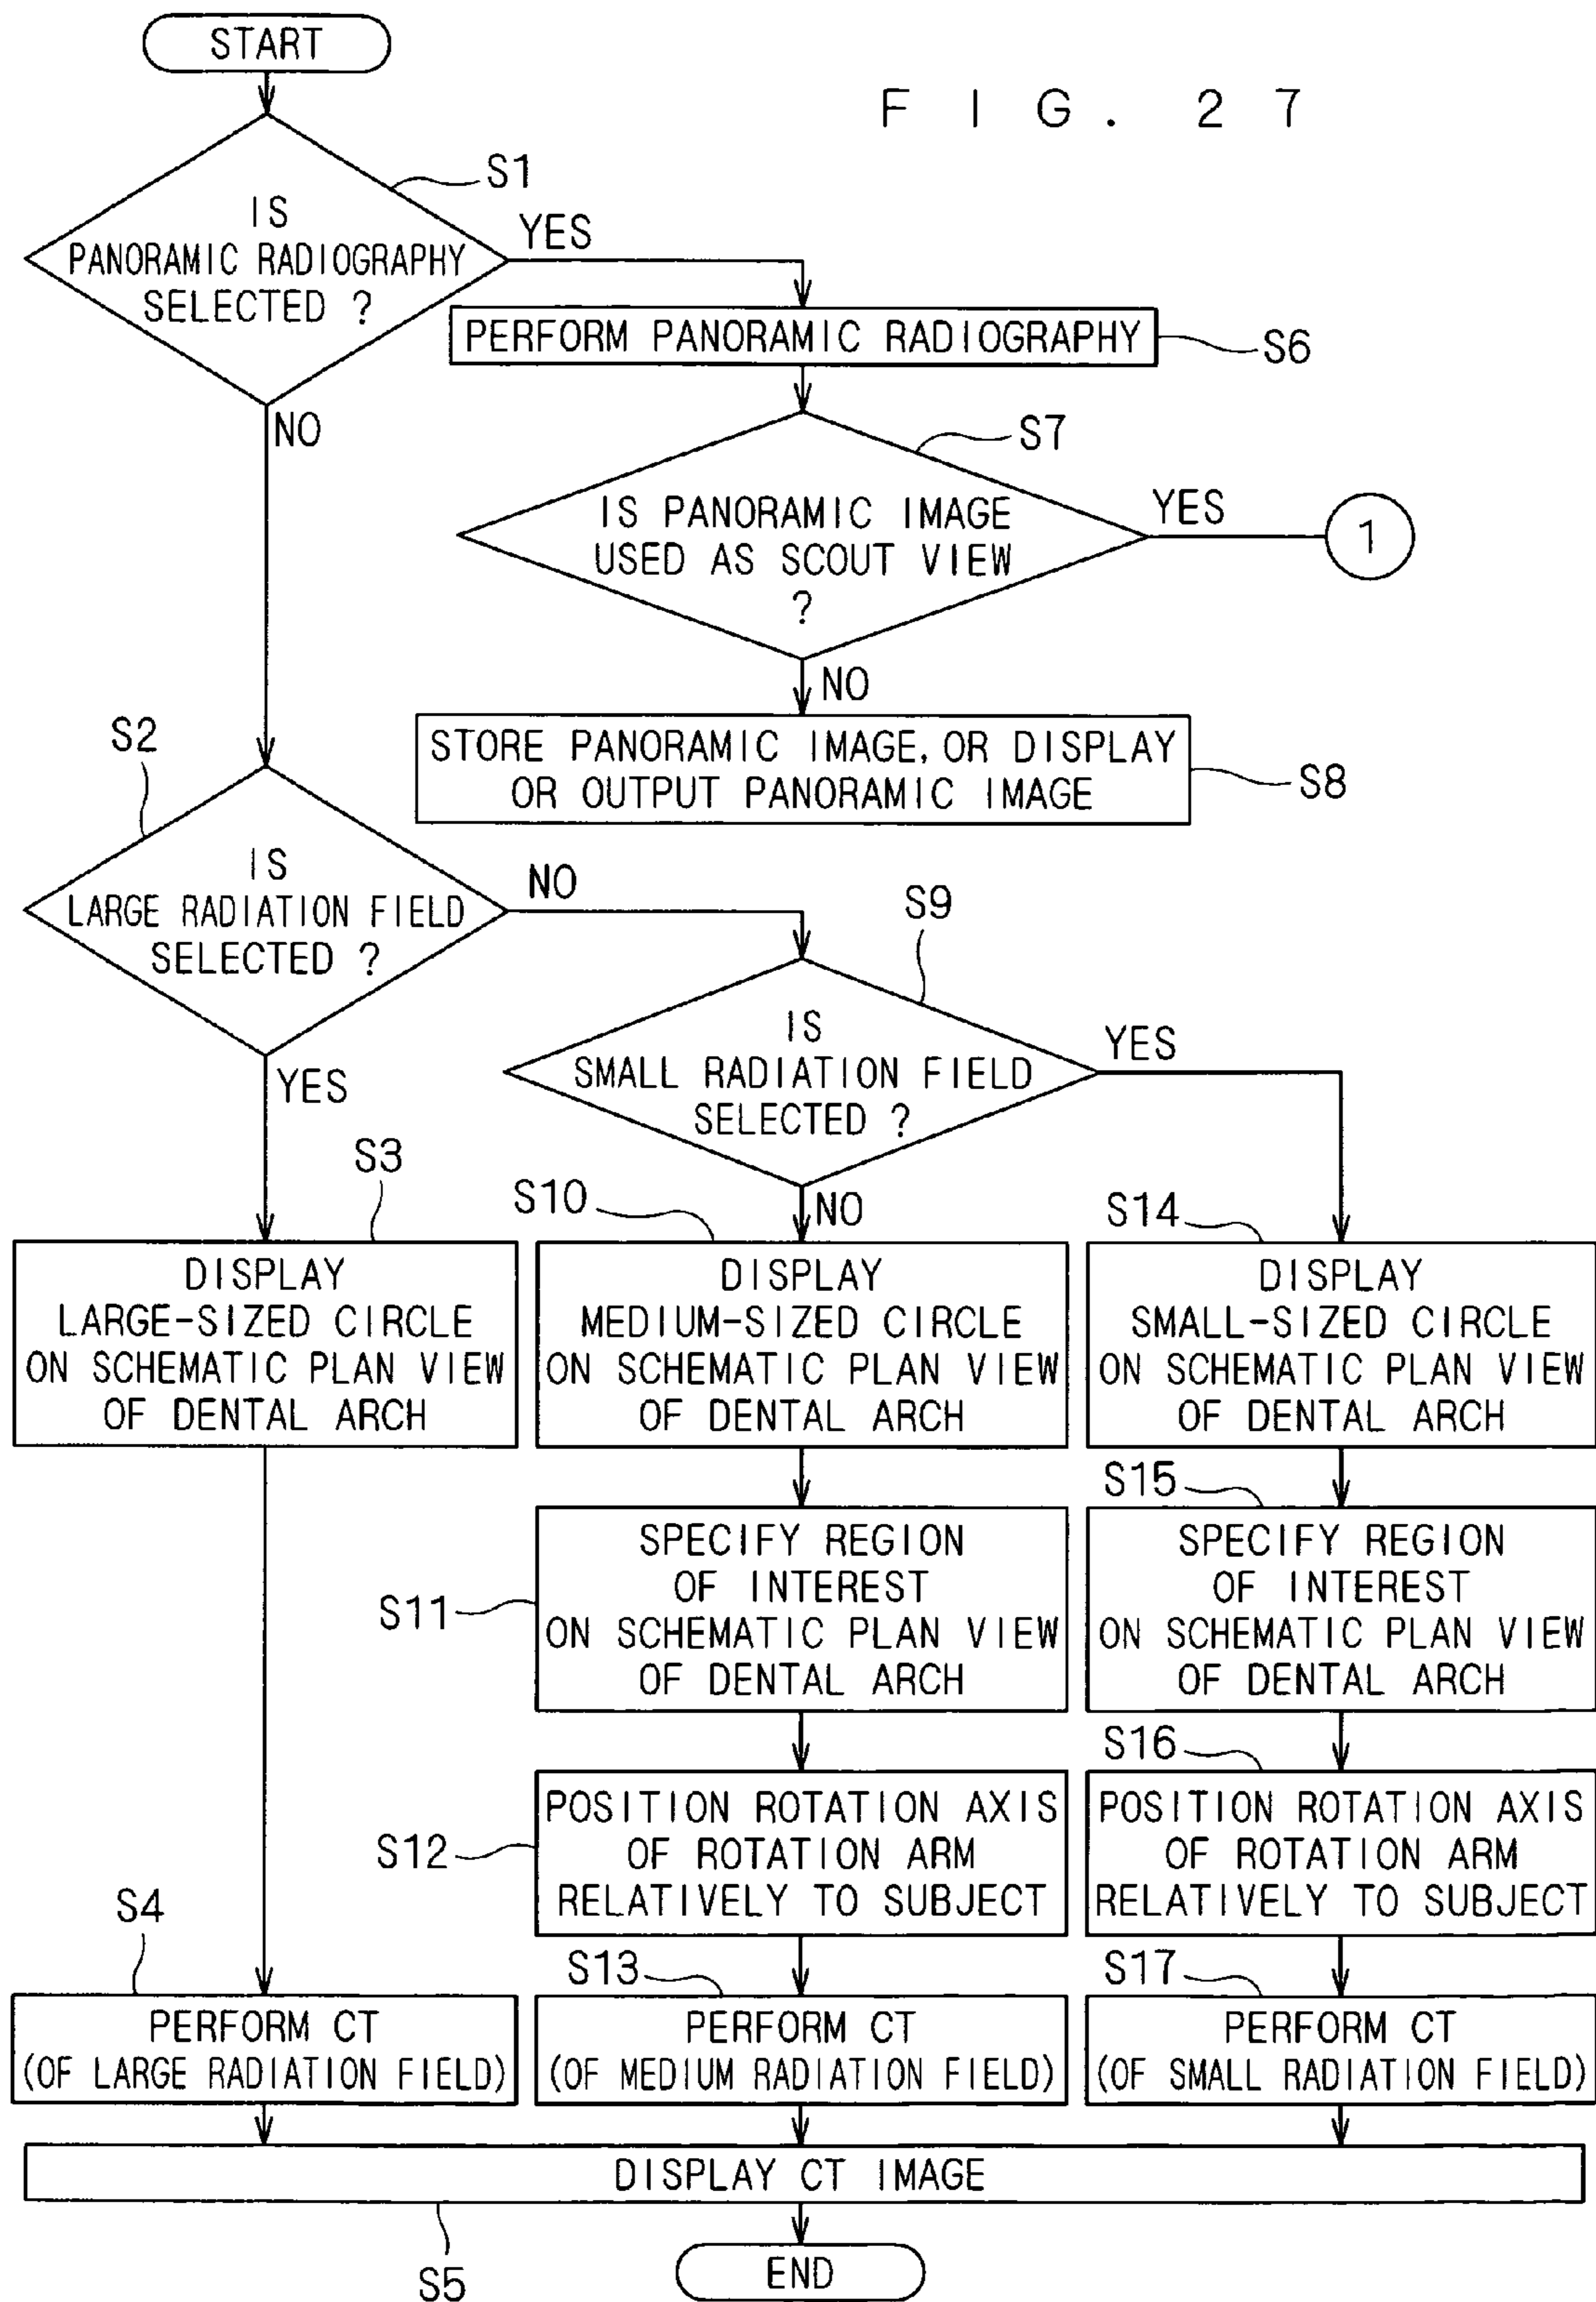 START
F I G . 2 7
S1
IS
PANORAMIC RADIOGRAPHY
SELECTED ?
YES
NO
PERFORM PANORAMIC RADIOGRAPHY
S6
S7
IS PANORAMIC IMAGE
USED AS SCOUT VIEW
?
YES
1
NO
STORE PANORAMIC IMAGE, OR DISPLAY
OR OUTPUT PANORAMIC IMAGE
S8
S2
IS
LARGE RADIATION FIELD
SELECTED ?
NO
YES
S9
IS
SMALL RADIATION FIELD
SELECTED ?
YES
NO
S3
DISPLAY
LARGE-SIZED CIRCLE
ON SCHEMATIC PLAN VIEW
OF DENTAL ARCH
S10
DISPLAY
MEDIUM-SIZED CIRCLE
ON SCHEMATIC PLAN VIEW
OF DENTAL ARCH
S14
DISPLAY
SMALL-SIZED CIRCLE
ON SCHEMATIC PLAN VIEW
OF DENTAL ARCH
S11
SPECIFY REGION
OF INTEREST
ON SCHEMATIC PLAN VIEW
OF DENTAL ARCH
S15
SPECIFY REGION
OF INTEREST
ON SCHEMATIC PLAN VIEW
OF DENTAL ARCH
S12
POSITION ROTATION AXIS
OF ROTATION ARM
RELATIVELY TO SUBJECT
S16
POSITION ROTATION AXIS
OF ROTATION ARM
RELATIVELY TO SUBJECT
S4
PERFORM CT
(OF LARGE RADIATION FIELD)
S13
PERFORM CT
(OF MEDIUM RADIATION FIELD)
S17
PERFORM CT
(OF SMALL RADIATION FIELD)
DISPLAY CT IMAGE
S5
END